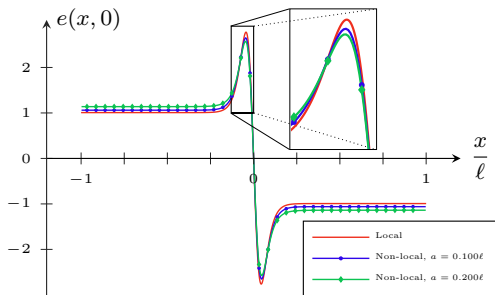 e(x, 0)
2
1
0
−1
−2
−1
0
1
x
ℓ
Local
Non-local, a = 0.100ℓ
Non-local, a = 0.200ℓ